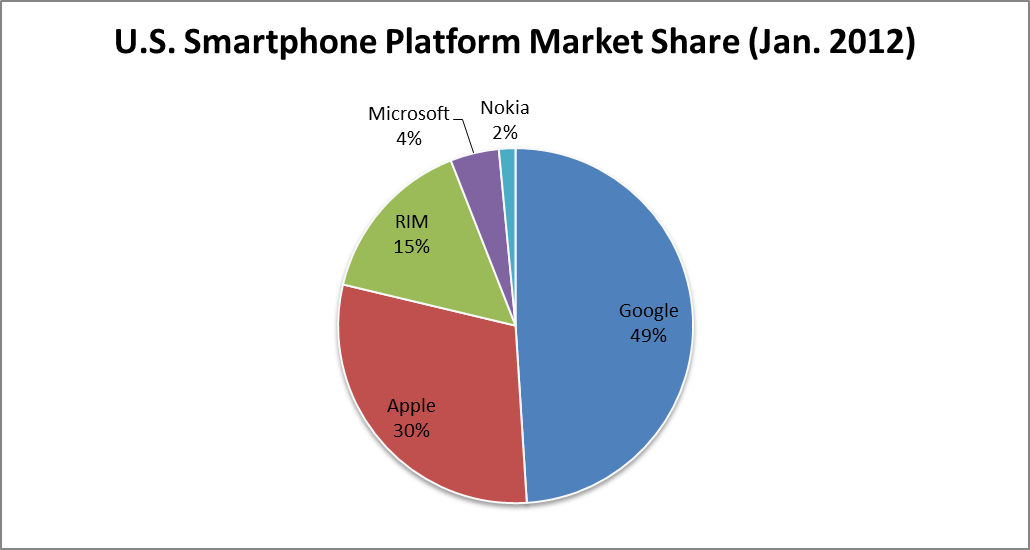 U.S. Smartphone Platform Market Share (Jan. 2012)
Microsoft
4%
Nokia
2%
RIM
15%
Google
49%
Apple
30%